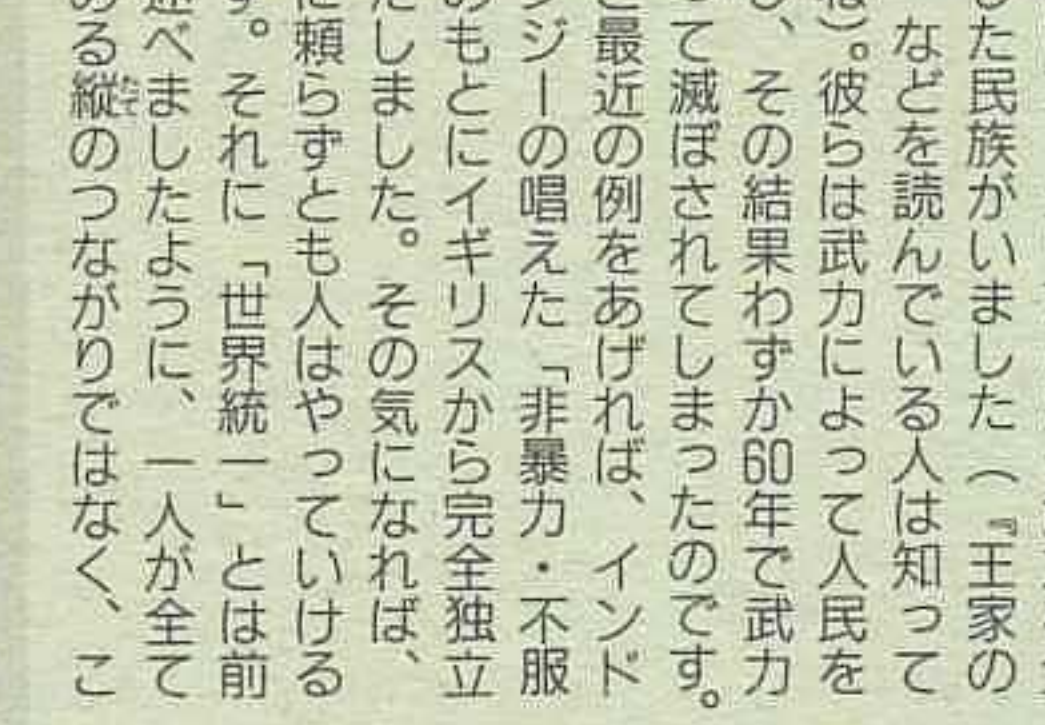 た民族がいました（『王家の
などを読んでいる人は知って
）。彼らは武力によって人民を
、その結果わずか60年で武力
て滅ぼされてしまったのです。
最近の例をあげれば、インド
ジーの唱えた「非暴力・不服
もとにイギリスから完全独立
しました。その気になれば、
頼らずとも人はやっていける
。それに「世界統一」とは前
べましたように、一人が全て
る縦のつながりではなく、こ